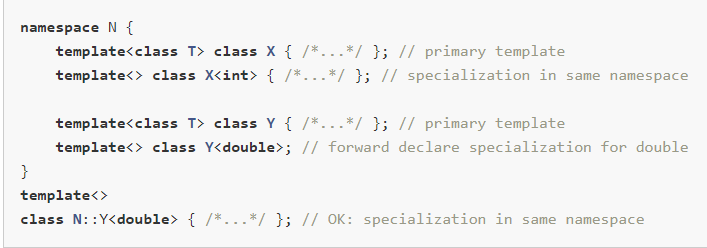 namespace N {
    template<class T> class X { /*...*/ }; // primary template
    template<> class X<int> { /*...*/ }; // specialization in same namespace

    template<class T> class Y { /*...*/ }; // primary template
    template<> class Y<double>; // forward declare specialization for double
}
template<>
class N::Y<double> { /*...*/ }; // OK: specialization in same namespace